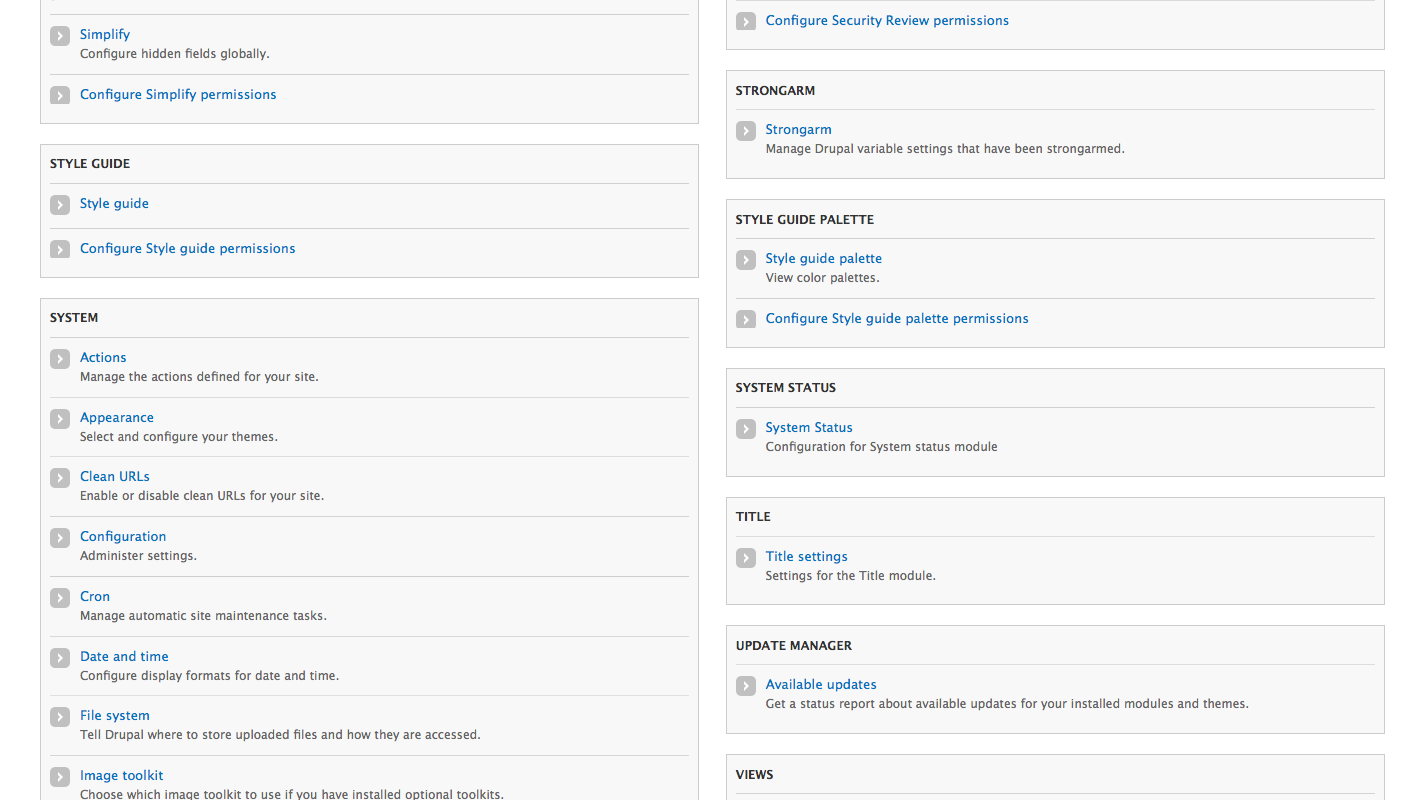 Simplify
Configure hidden fields globally.
Configure Simplify permissions
STYLE GUIDE
Style guide
Configure Style guide permissions
SYSTEM
Actions
Manage the actions defined for your site.
Appearance
Select and configure your themes.
Clean URLs
Enable or disable clean URLs for your site.
Configuration
Administer settings.
Cron
Manage automatic site maintenance tasks.
Date and time
Configure display formats for date and time.
File system
Tell Drupal where to store uploaded files and how they are accessed.
Image toolkit
Choose which image toolkit to use if you have installed optional toolkits.
Configure Security Review permissions
STRONGARM
Strongarm
Manage Drupal variable settings that have been strongarmed.
STYLE GUIDE PALETTE
Style guide palette
View color palettes.
Configure Style guide palette permissions
SYSTEM STATUS
System Status
Configuration for System status module
TITLE
Title settings
Settings for the Title module.
UPDATE MANAGER
Available updates
Get a status report about available updates for your installed modules and themes.
VIEWS